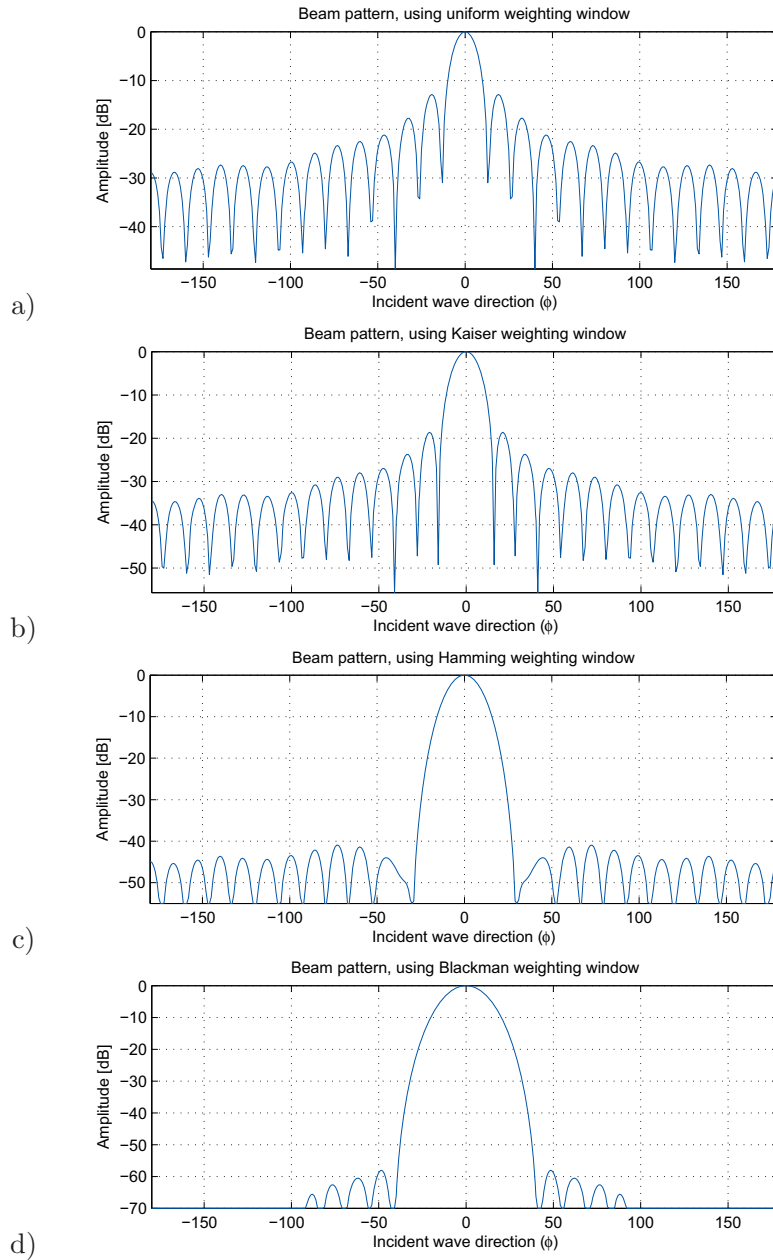 Beam pattern, using uniform weighting window
0
−10
−20
−30
−40
Amplitude [dB]
−150 −100 −50 0 50 100 150
Incident wave direction (ϕ)
a)
Beam pattern, using Kaiser weighting window
0
−10
−20
−30
−40
−50
Amplitude [dB]
−150 −100 −50 0 50 100 150
Incident wave direction (ϕ)
b)
Beam pattern, using Hamming weighting window
0
−10
−20
−30
−40
−50
Amplitude [dB]
−150 −100 −50 0 50 100 150
Incident wave direction (ϕ)
c)
Beam pattern, using Blackman weighting window
0
−10
−20
−30
−40
−50
−60
−70
Amplitude [dB]
−150 −100 −50 0 50 100 150
Incident wave direction (ϕ)
d)